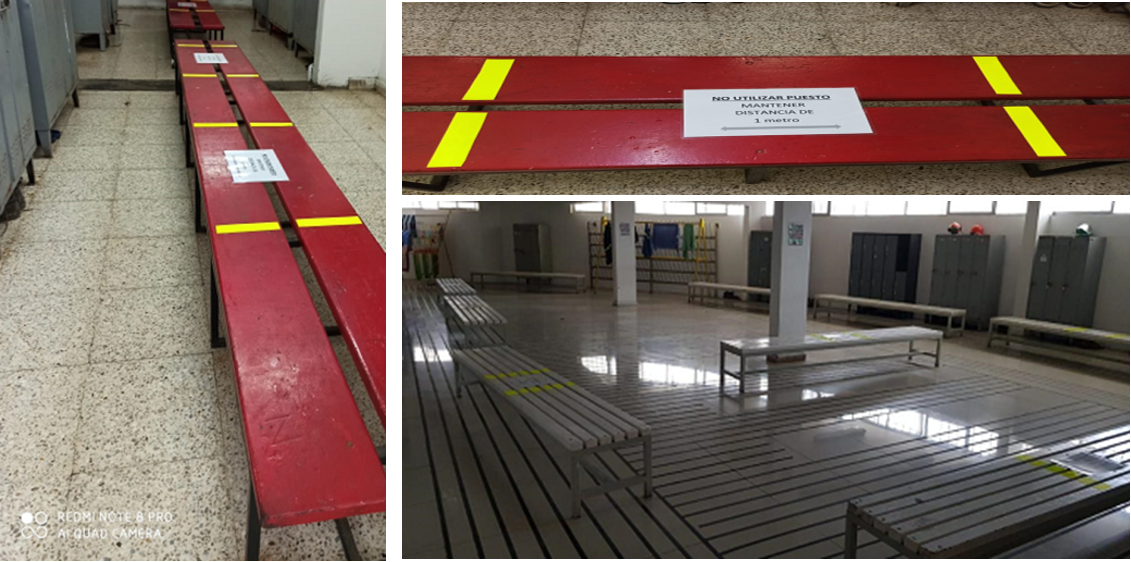 NO UTILIZAR PUESTO
MANTENER
DISTANCIA DE
1 metro
REDMI NOTE 8 PRO
AI QUAD CAMERA